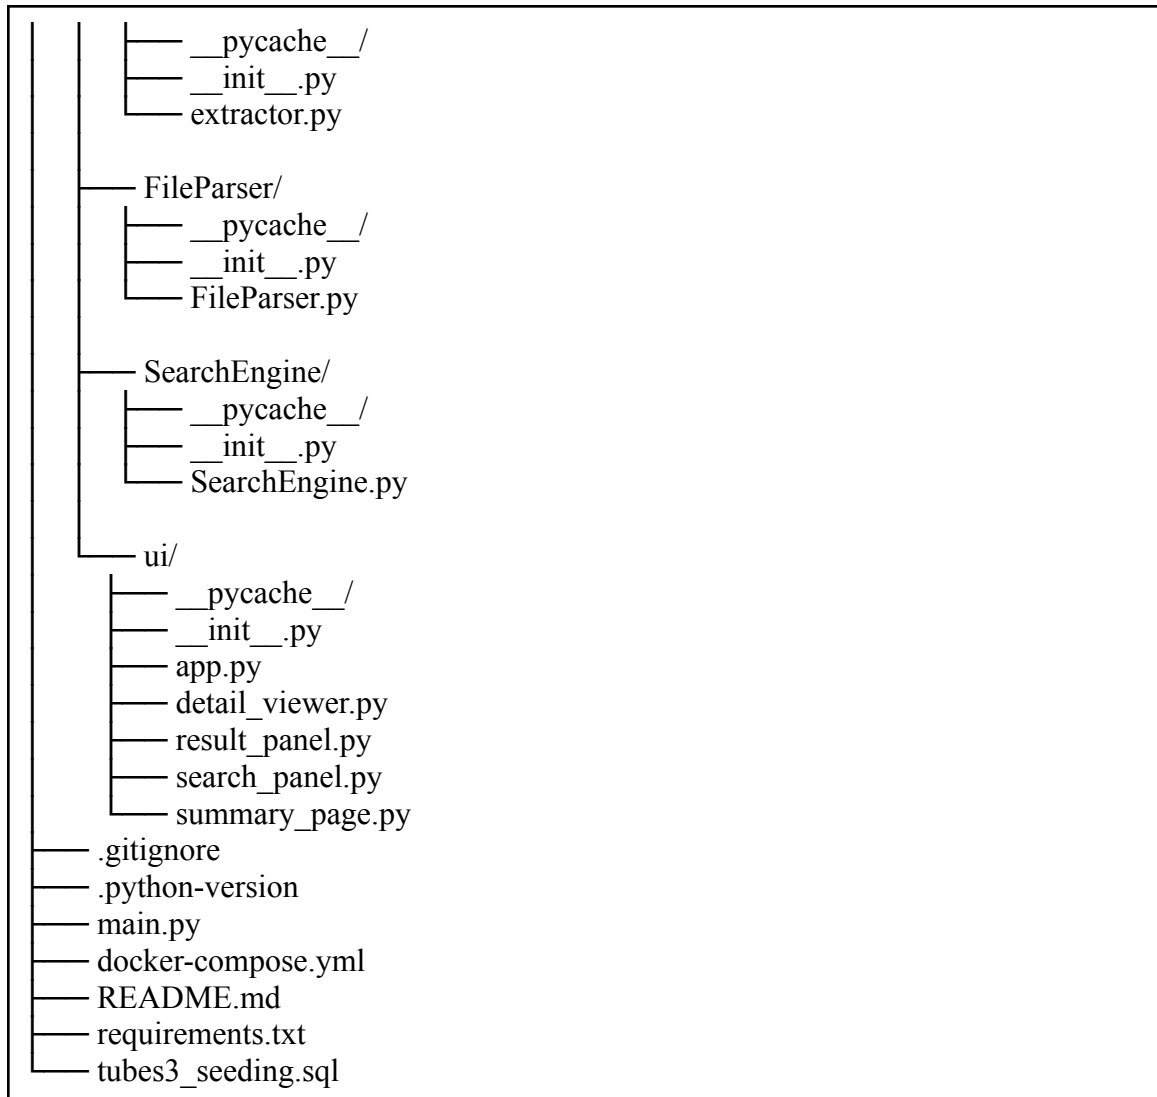 __pycache__/
__init__.py
extractor.py
FileParser/
__pycache__/
__init__.py
FileParser.py
SearchEngine/
__pycache__/
__init__.py
SearchEngine.py
ui/
__pycache__/
__init__.py
app.py
detail_viewer.py
result_panel.py
search_panel.py
summary_page.py
.gitignore
.python-version
main.py
docker-compose.yml
README.md
requirements.txt
tubes3_seeding.sql